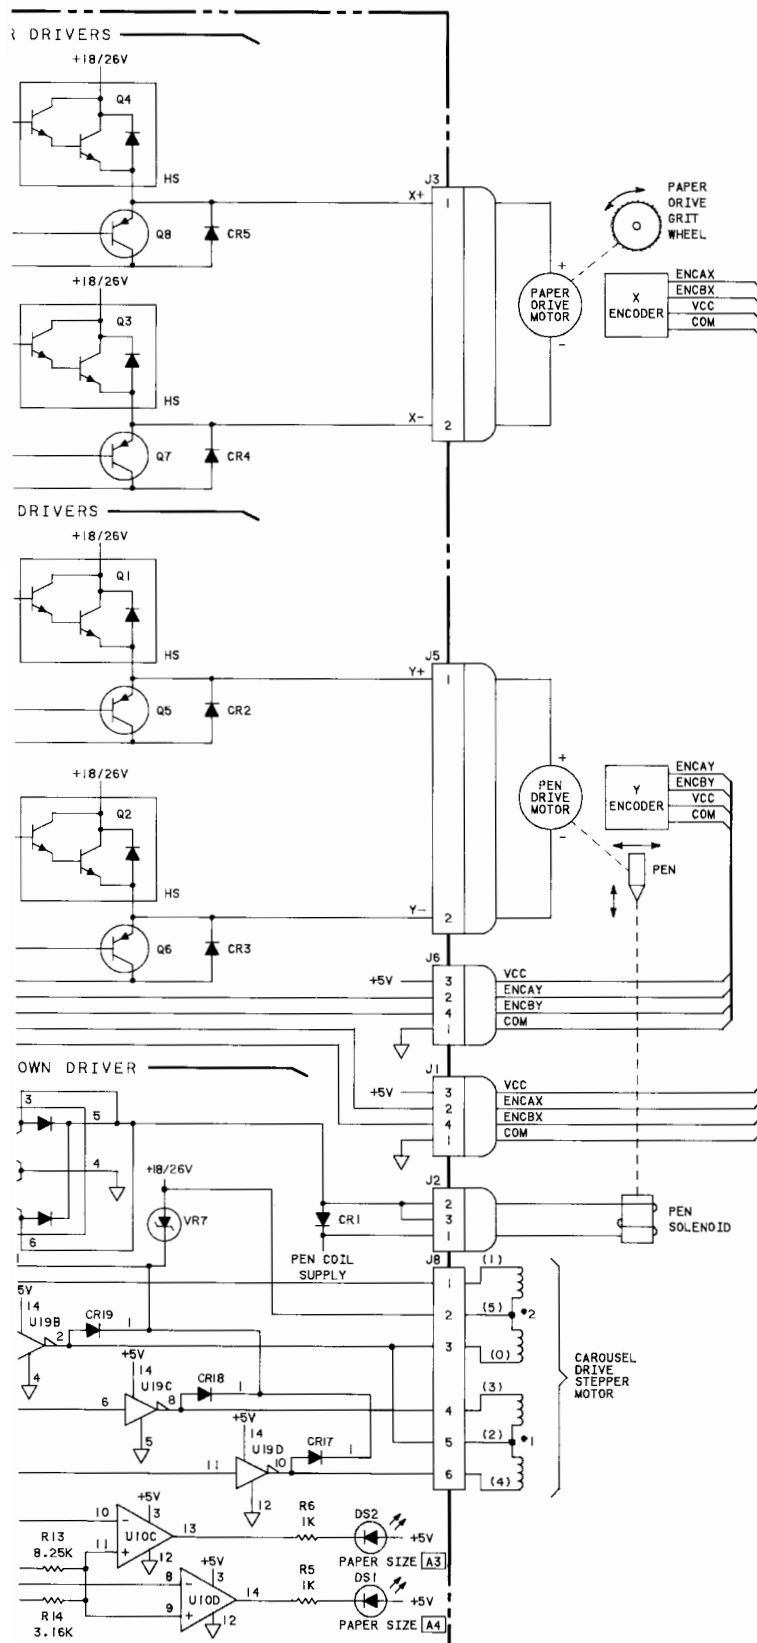 R DRIVERS
+18/26V
Q4
HS
X+
J3
1
Q8
CR5
PAPER
DRIVE
GRIT
WHEEL
+
PAPER
DRIVE
MOTOR
-
X
ENCODER
ENCAX
ENCBX
VCC
COM
+18/26V
Q3
HS
X-
2
Q7
CR4
DRIVERS
+18/26V
Q1
HS
Y+
J5
1
Q5
CR2
+
PEN
DRIVE
MOTOR
-
Y
ENCODER
ENCAY
ENCBY
VCC
COM
PEN
+18/26V
Q2
HS
Y-
2
Q6
CR3
J6
+5V
3 VCC
2 ENCAY
4 ENCBY
1 COM
OWN DRIVER
J1
+5V
3 VCC
2 ENCAX
4 ENCBX
1 COM
3
5
4
6
1
+18/26V
VR7
CR1
PEN COIL
SUPPLY
J2
2
3
1
PEN
SOLENOID
J8
1 (1)
2 (5) *2
3 (0)
4 (3)
5 (2) *1
6 (4)
CAROUSEL
DRIVE
STEPPER
MOTOR
5V
14
U19B
2
4
CR19
1
+5V
14
U19C
6
8
5
CR18
1
+5V
14
U19D
11
10
12
CR17
1
R13
8.25K
R14
3.16K
+5V
10 -
11 +
U10C
3
12
13
R6
1K
DS2
+5V
PAPER SIZE A3
+5V
8 -
9 +
U10D
3
12
14
R5
1K
DS1
+5V
PAPER SIZE A4